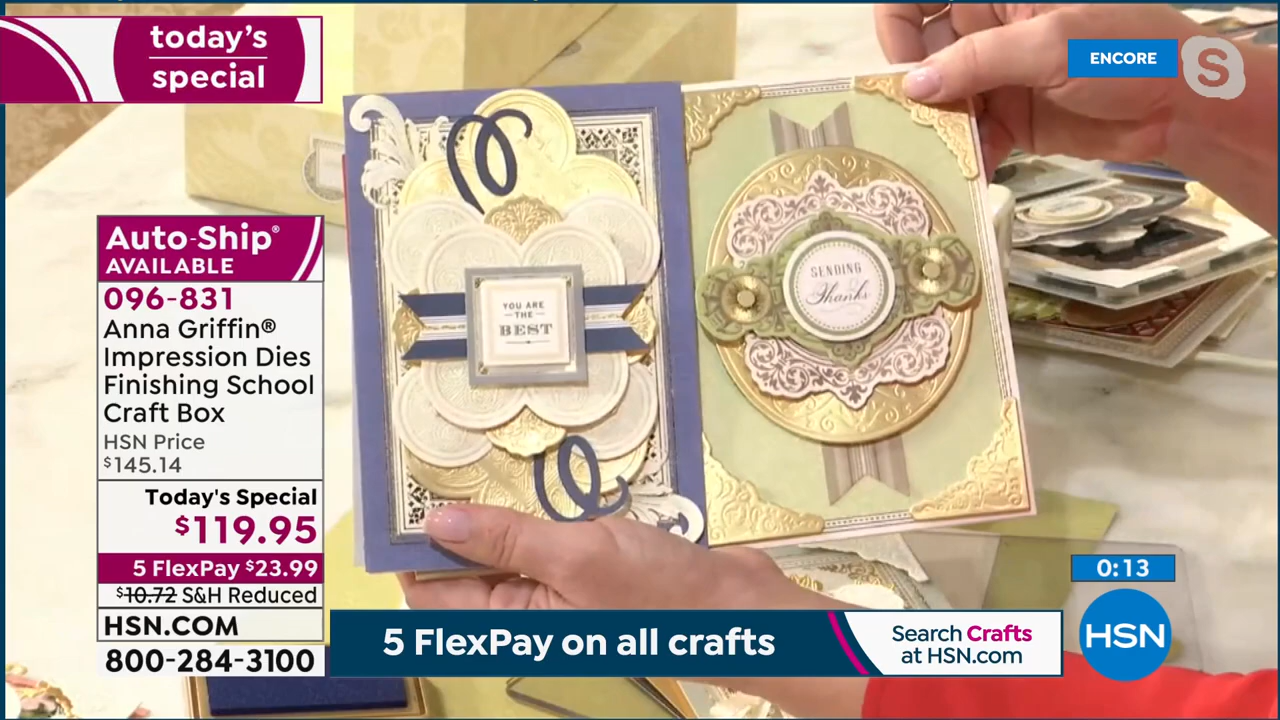 today's
special
ENCORE
S
YOU ARE
THE
BEST
SENDING
Thanks
Auto-Ship®
AVAILABLE
096-831
Anna Griffin®
Impression Dies
Finishing School
Craft Box
HSN Price
$145.14
Today's Special
$119.95
5 FlexPay $23.99
$10.72 S&H Reduced
HSN.COM
800-284-3100
5 FlexPay on all crafts
Search Crafts
at HSN.com
0:13
HSN